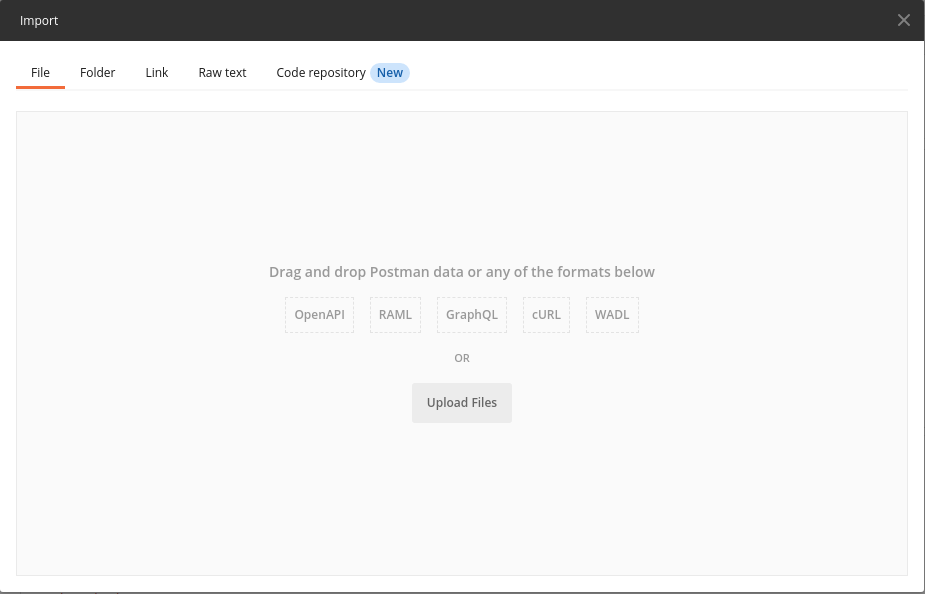 Import
File Folder Link Raw text Code repository New
Drag and drop Postman data or any of the formats below
OpenAPI RAML GraphQL cURL WADL
OR
Upload Files